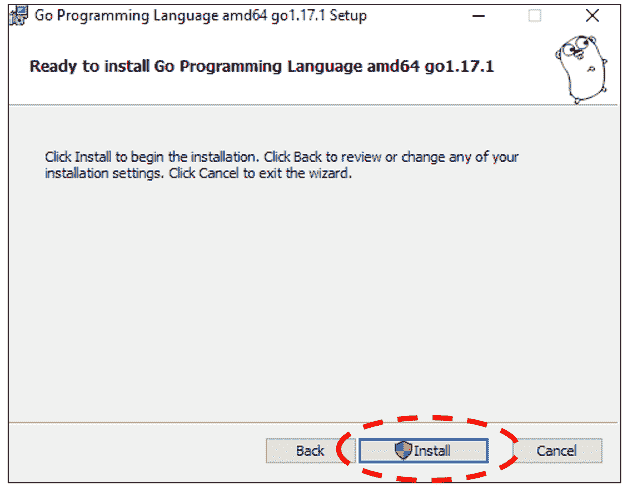 Go Programming Language amd64 go1.17.1 Setup
Ready to install Go Programming Language amd64 go1.17.1
Click Install to begin the installation. Click Back to review or change any of your
installation settings. Click Cancel to exit the wizard.
Back Install Cancel